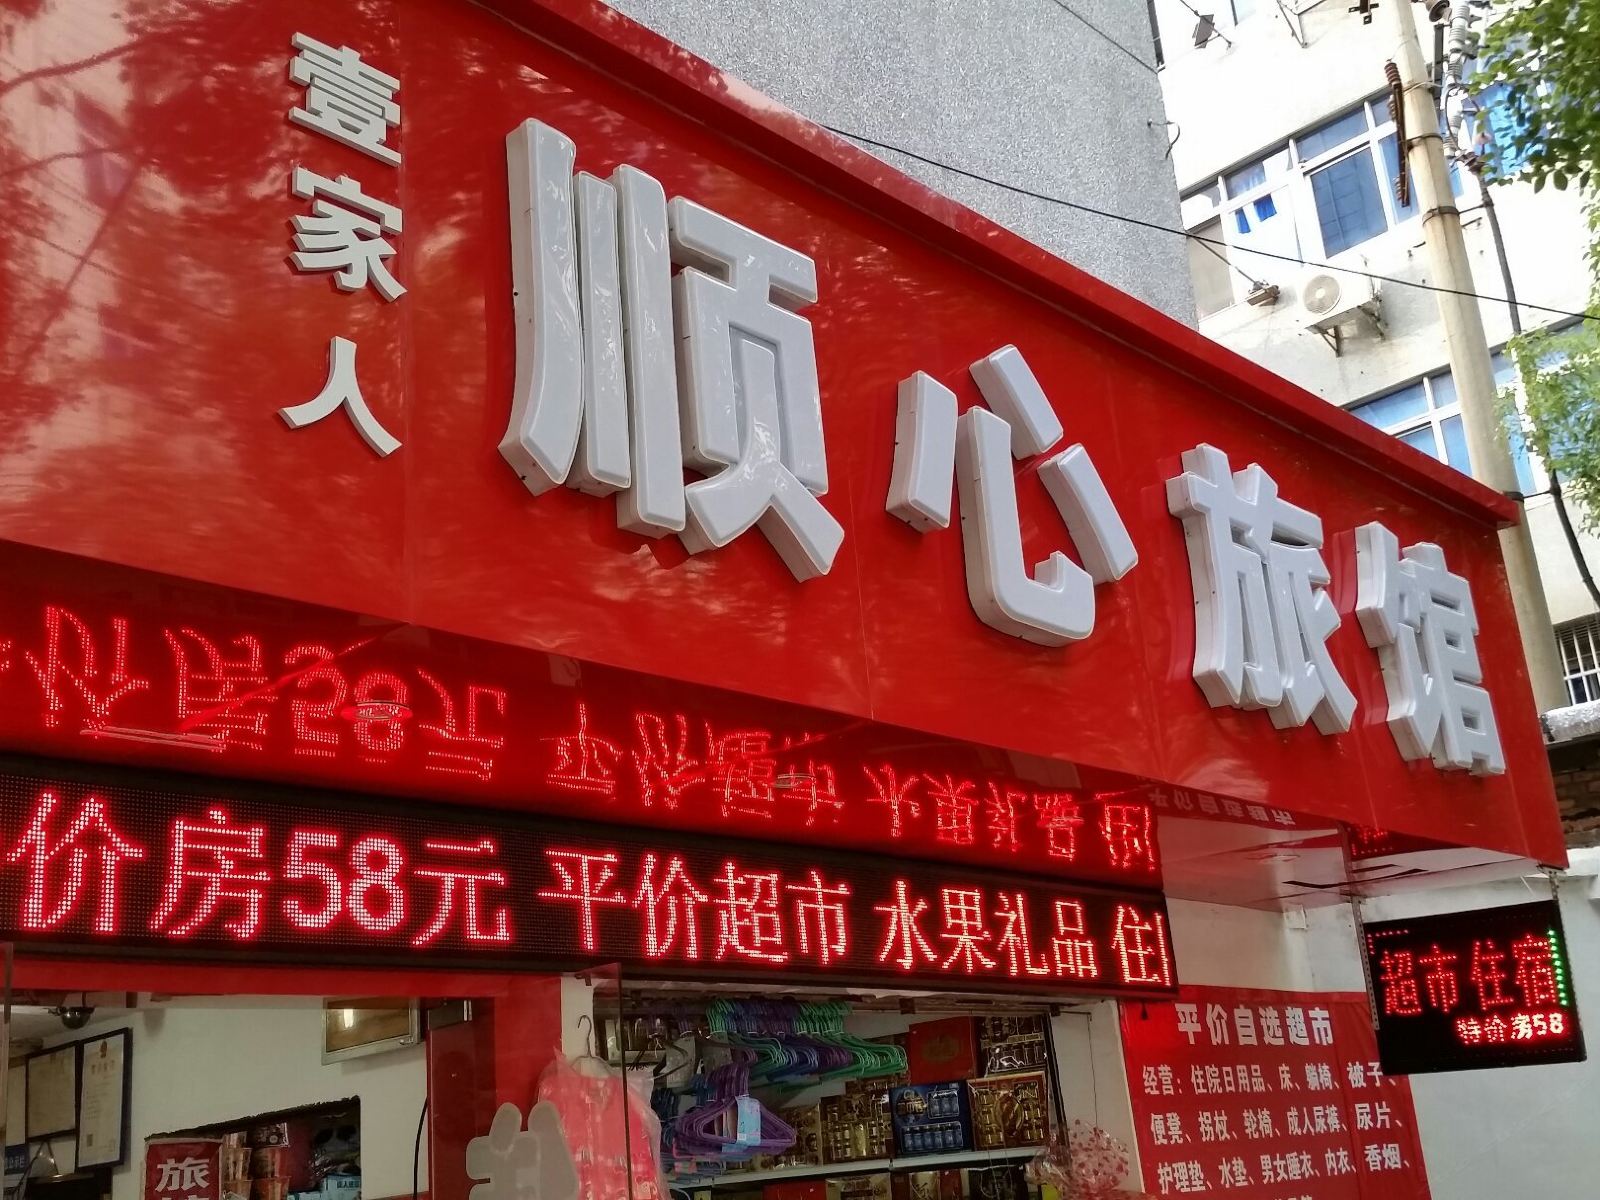 壹家人
顺心旅馆
价房58元 平价超市 水果礼品 住
超市住宿
特价房58
平价自选超市
经营：住院日用品、床、躺椅、被子、
便凳、拐杖、轮椅、成人尿裤、尿片、
护理垫、水垫、男女睡衣、内衣、香烟、
旅